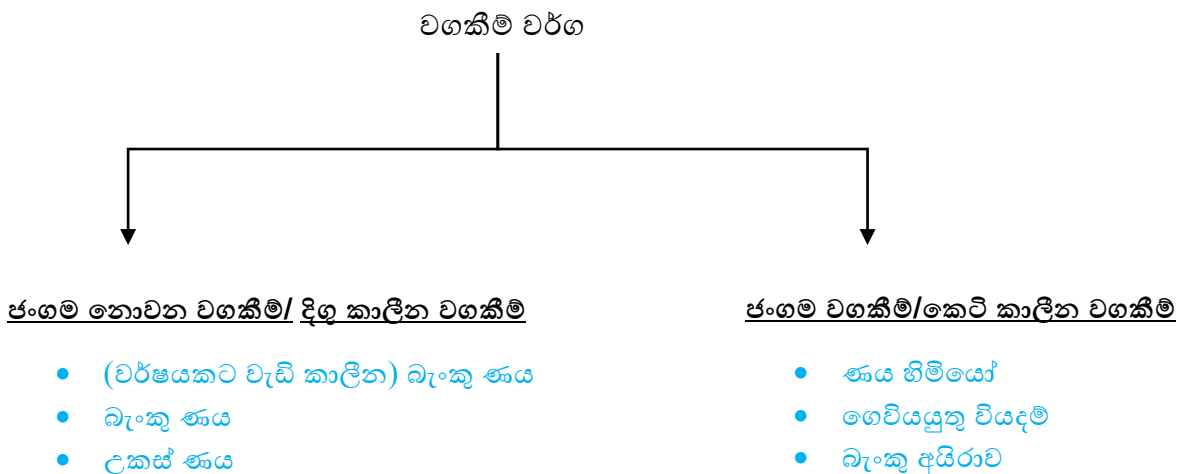 වගකීම් වර්ග
ජංගම නොවන වගකීම්/ දිගු කාලීන වගකීම්
• (වර්ෂයකට වැඩි කාලීන) බැංකු ණය
• බැංකු ණය
• උකස් ණය
ජංගම වගකීම්/කෙටි කාලීන වගකීම්
• ණය හිමියෝ
• ගෙවියයුතු වියදම්
• බැංකු අයිරාව